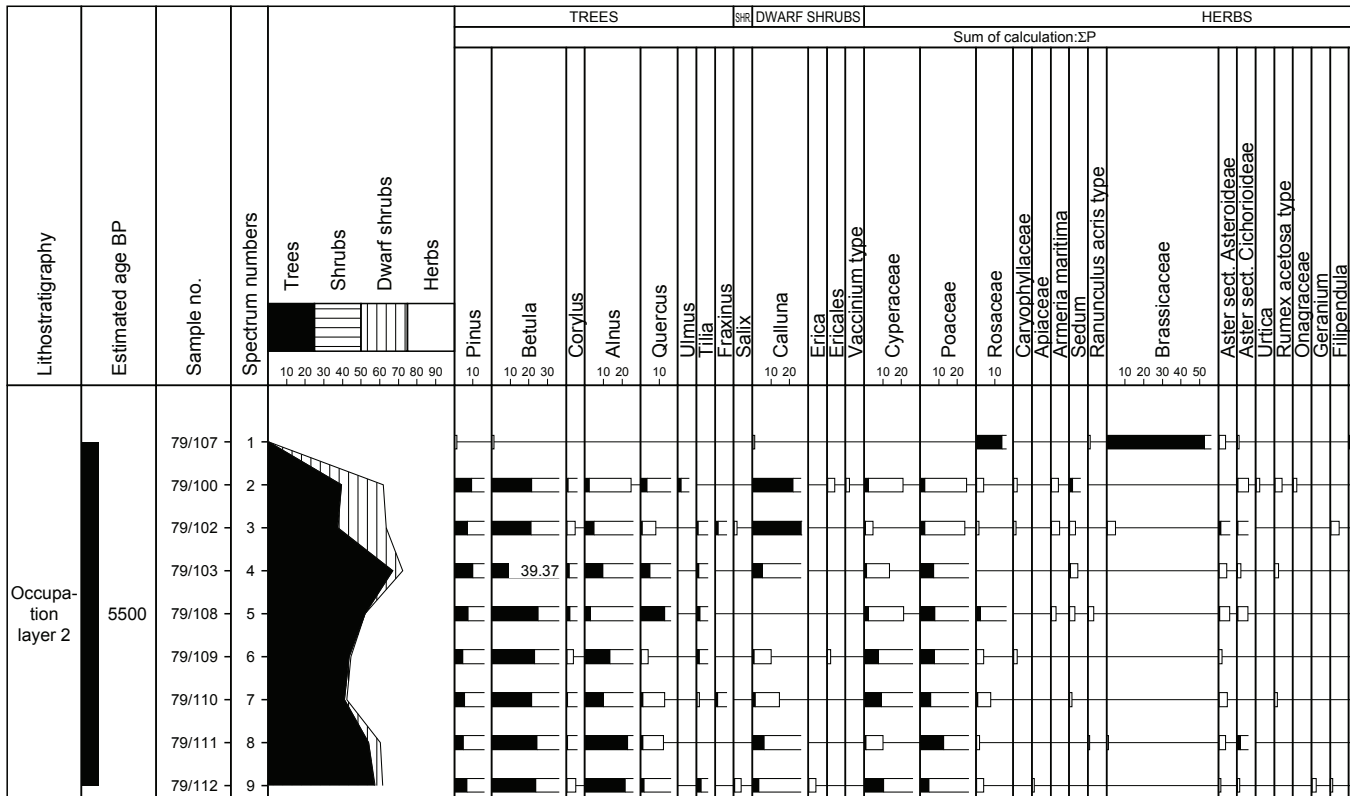 TREES SHR. DWARF SHRUBS HERBS
Sum of calculation:ΣP
Lithostratigraphy
Estimated age BP
Sample no.
Spectrum numbers
Trees
Shrubs
Dwarf shrubs
Herbs
Pinus
Betula
Corylus
Alnus
Quercus
Ulmus
Tilia
Fraxinus
Salix
Calluna
Erica
Ericales
Vaccinium type
Cyperaceae
Poaceae
Rosaceae
Caryophyllaceae
Apiaceae
Armeria maritima
Sedum
Ranunculus acris type
Brassicaceae
Aster sect. Asteroideae
Aster sect. Cichorioideae
Urtica
Rumex acetosa type
Onagraceae
Geranium
Filipendula
10 20 30 40 50 60 70 80 90 10 10 20 30 10 20 10 10 20 10 20 10 20 10 10 20 30 40 50
79/107 1
79/100 2
79/102 3
79/103 4 39.37
Occupa-
tion
layer 2
5500
79/108 5
79/109 6
79/110 7
79/111 8
79/112 9